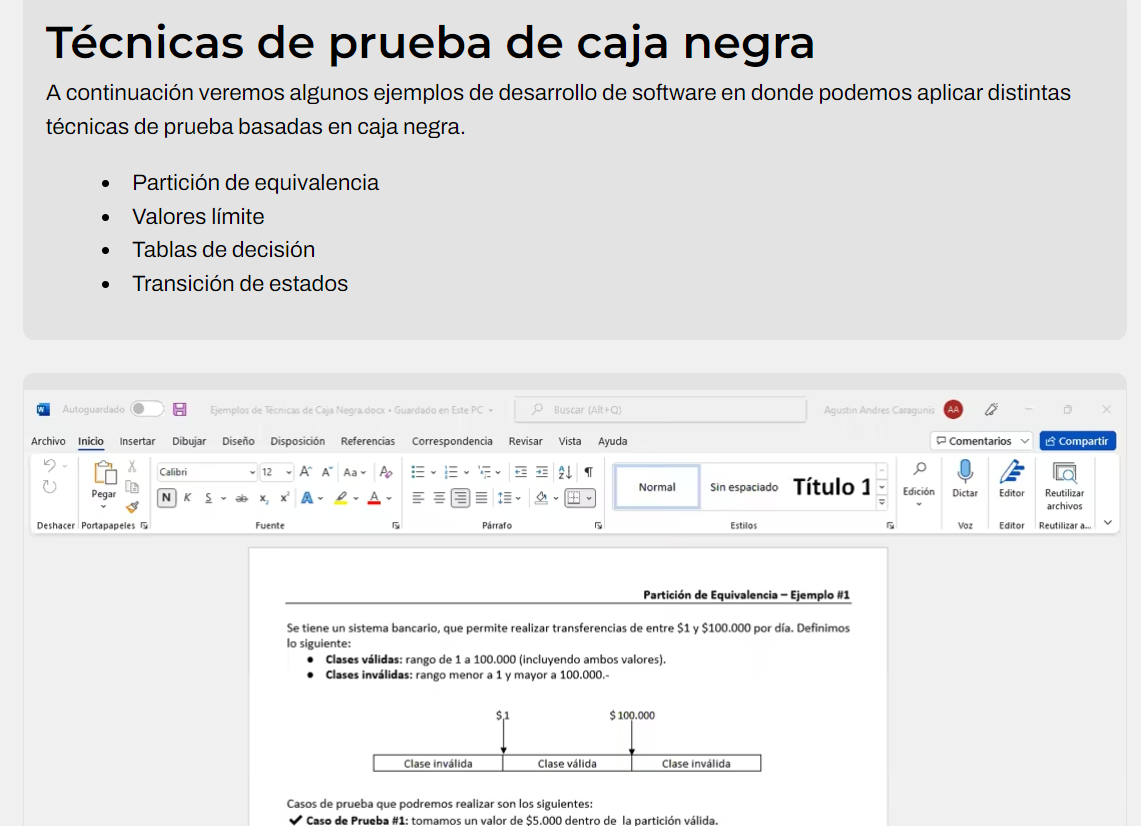 Técnicas de prueba de caja negra
A continuación veremos algunos ejemplos de desarrollo de software en donde podemos aplicar distintas
técnicas de prueba basadas en caja negra.
Partición de equivalencia
Valores límite
Tablas de decisión
Transición de estados
Autoguardado
Ejemplos de Técnicas de Caja Negra.docx • Guardado en Este PC
Buscar (Alt+Q)
Agustin Andres Caragunis
AA
Archivo Inicio Insertar Dibujar Diseño Disposición Referencias Correspondencia Revisar Vista Ayuda
Comentarios
Compartir
Pegar
Calibri 12
Normal
Sin espaciado
Título 1
Edición
Dictar
Editor
Reutilizar
archivos
Deshacer Portapapeles Fuente Párrafo Estilos Voz Editor Reutilizar a...
Partición de Equivalencia – Ejemplo #1
Se tiene un sistema bancario, que permite realizar transferencias de entre $1 y $100.000 por día. Definimos
lo siguiente:
● Clases válidas: rango de 1 a 100.000 (incluyendo ambos valores).
● Clases inválidas: rango menor a 1 y mayor a 100.000.-
$ 1 $ 100.000
Clase inválida Clase válida Clase inválida
Casos de prueba que podremos realizar son los siguientes:
✔ Caso de Prueba #1: tomamos un valor de $5.000 dentro de la partición válida.